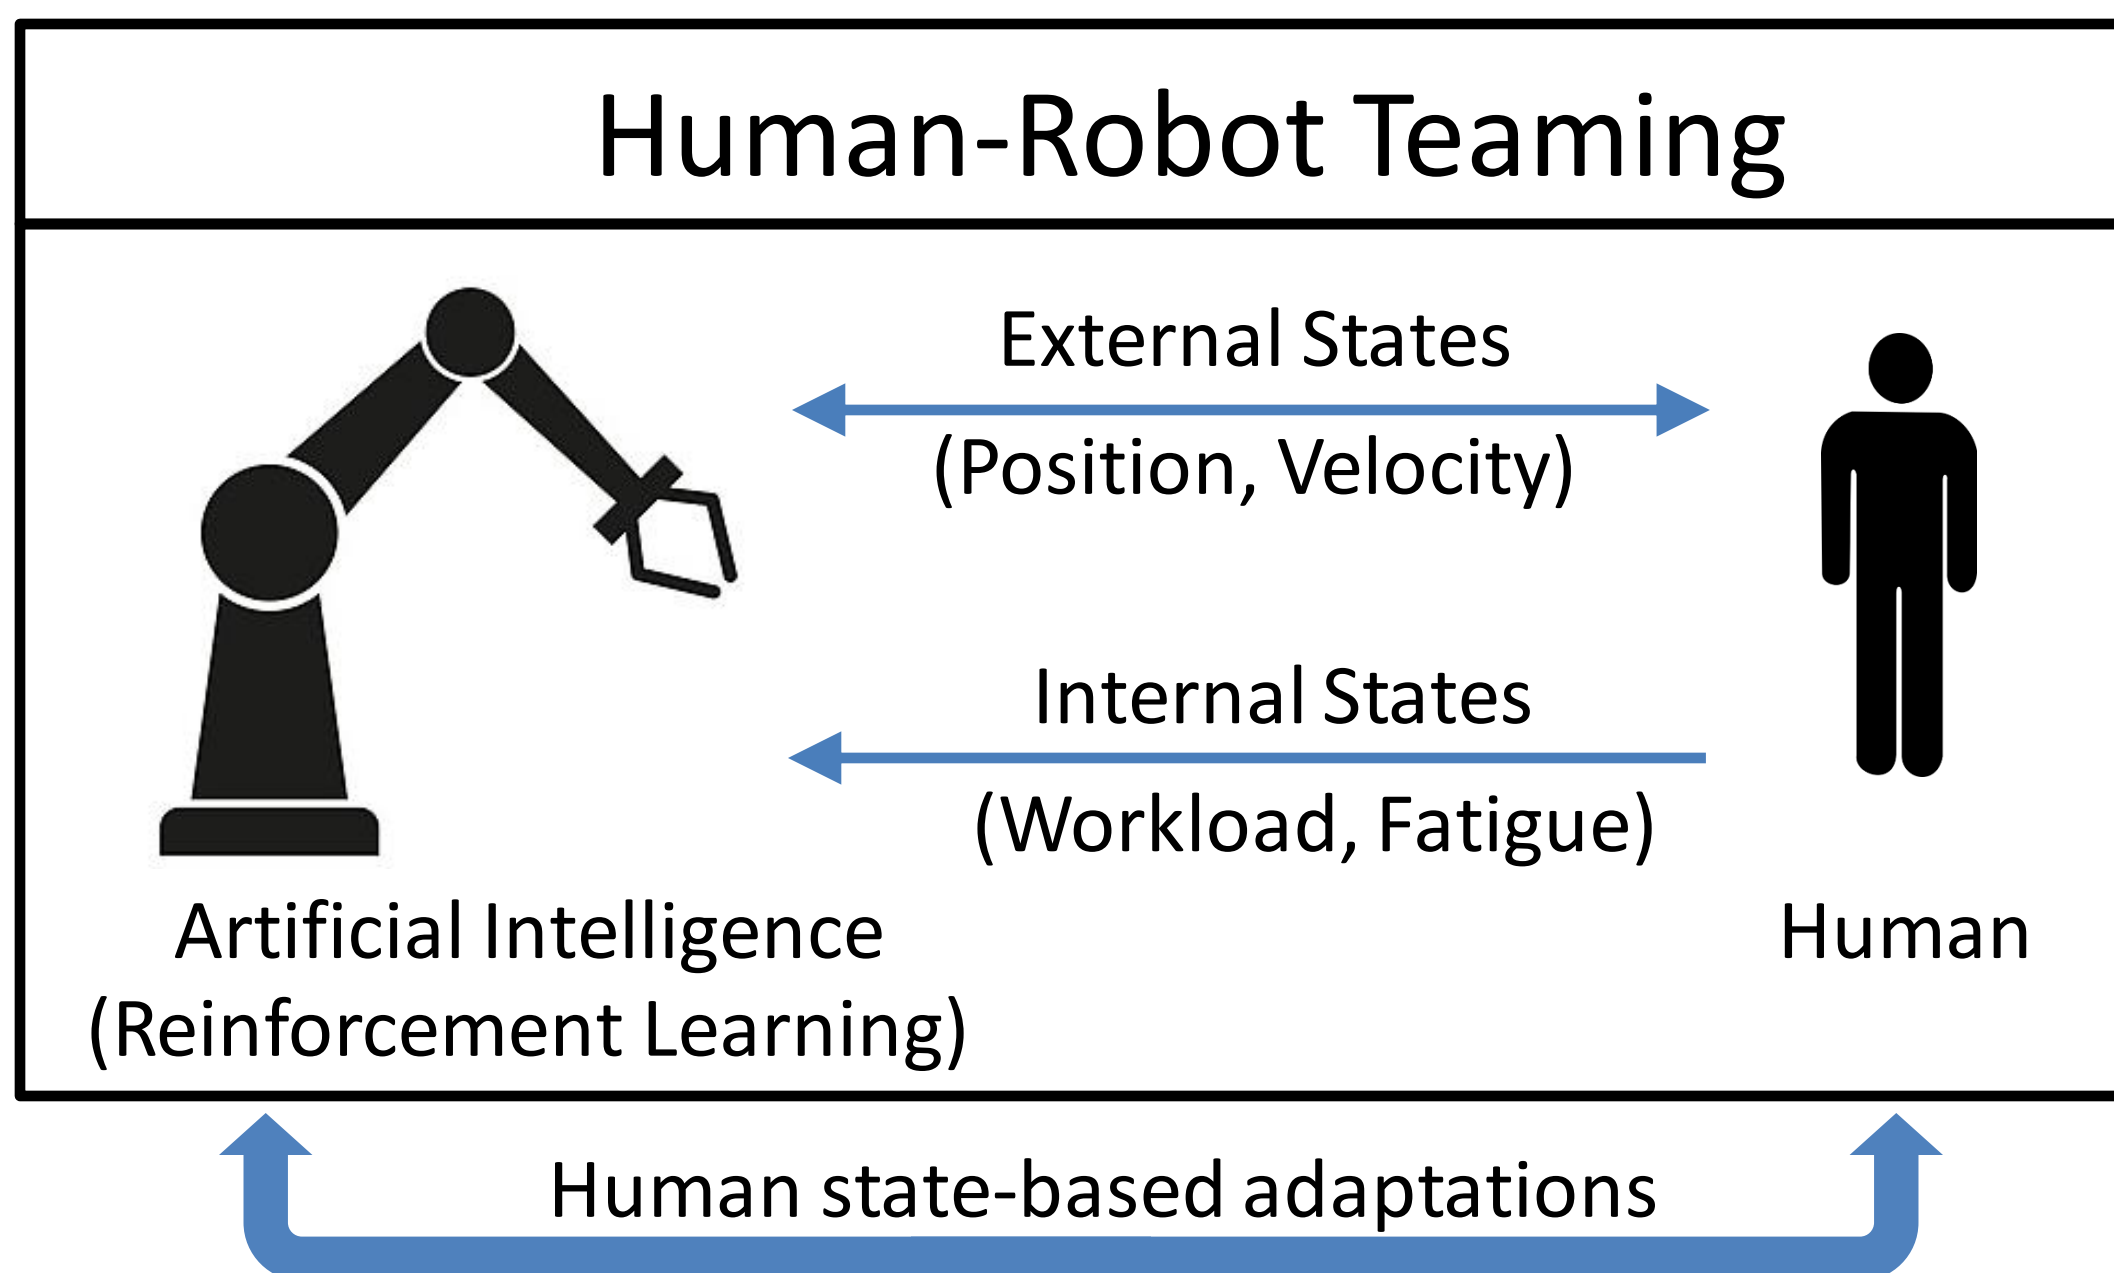 Human-Robot Teaming
External States
(Position, Velocity)
Internal States
(Workload, Fatigue)
Artificial Intelligence
(Reinforcement Learning)
Human
Human state-based adaptations